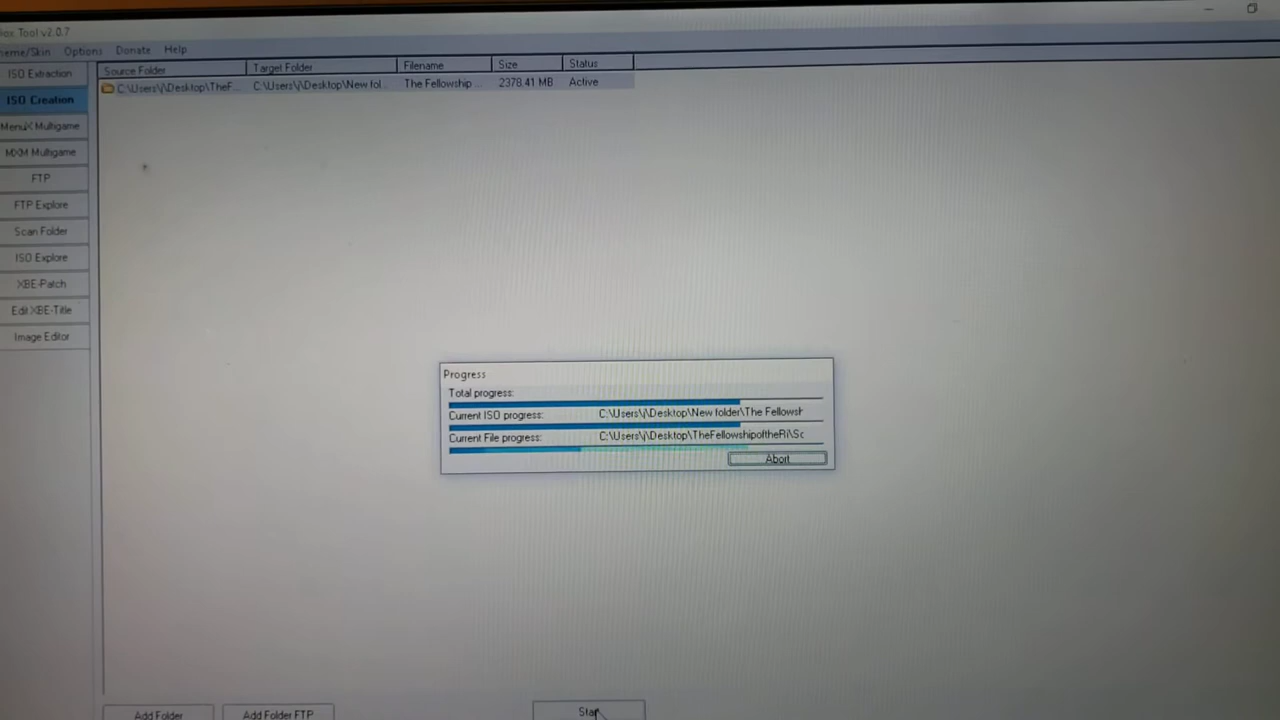 Tool v2.0.7
Options Donate Help
ISO Extraction
ISO Creation
MenuX Multigame
MXM Multigame
FTP
FTP Explore
Scan Folder
ISO Explore
XBE-Patch
Edit XBE-Title
Image Editor
Source Folder Target Folder Filename Size Status
C:\Users\j\Desktop\TheF... C:\Users\j\Desktop\New fol... The Fellowship ... 2378.41 MB Active
Progress
Total progress:
Current ISO progress: C:\Users\j\Desktop\New folder\The Fellowsh
Current File progress: C:\Users\j\Desktop\TheFellowshipoftheRi\Sc
Abort
Add Folder Add Folder FTP Start